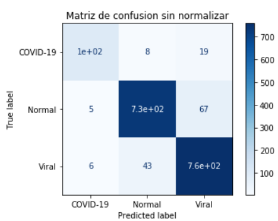 Matriz de confusion sin normalizar
COVID-19 1e+02 8 19
Normal 5 7.3e+02 67
Viral 6 43 7.6e+02
COVID-19 Normal Viral
Predicted label
True label
700
600
500
400
300
200
100